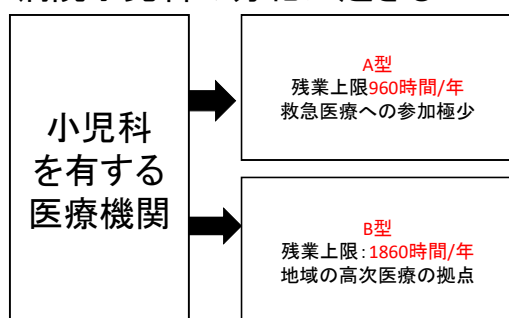 小児科
を有する
医療機関
A型
残業上限960時間/年
救急医療への参加極少
B型
残業上限：1860時間/年
地域の高次医療の拠点